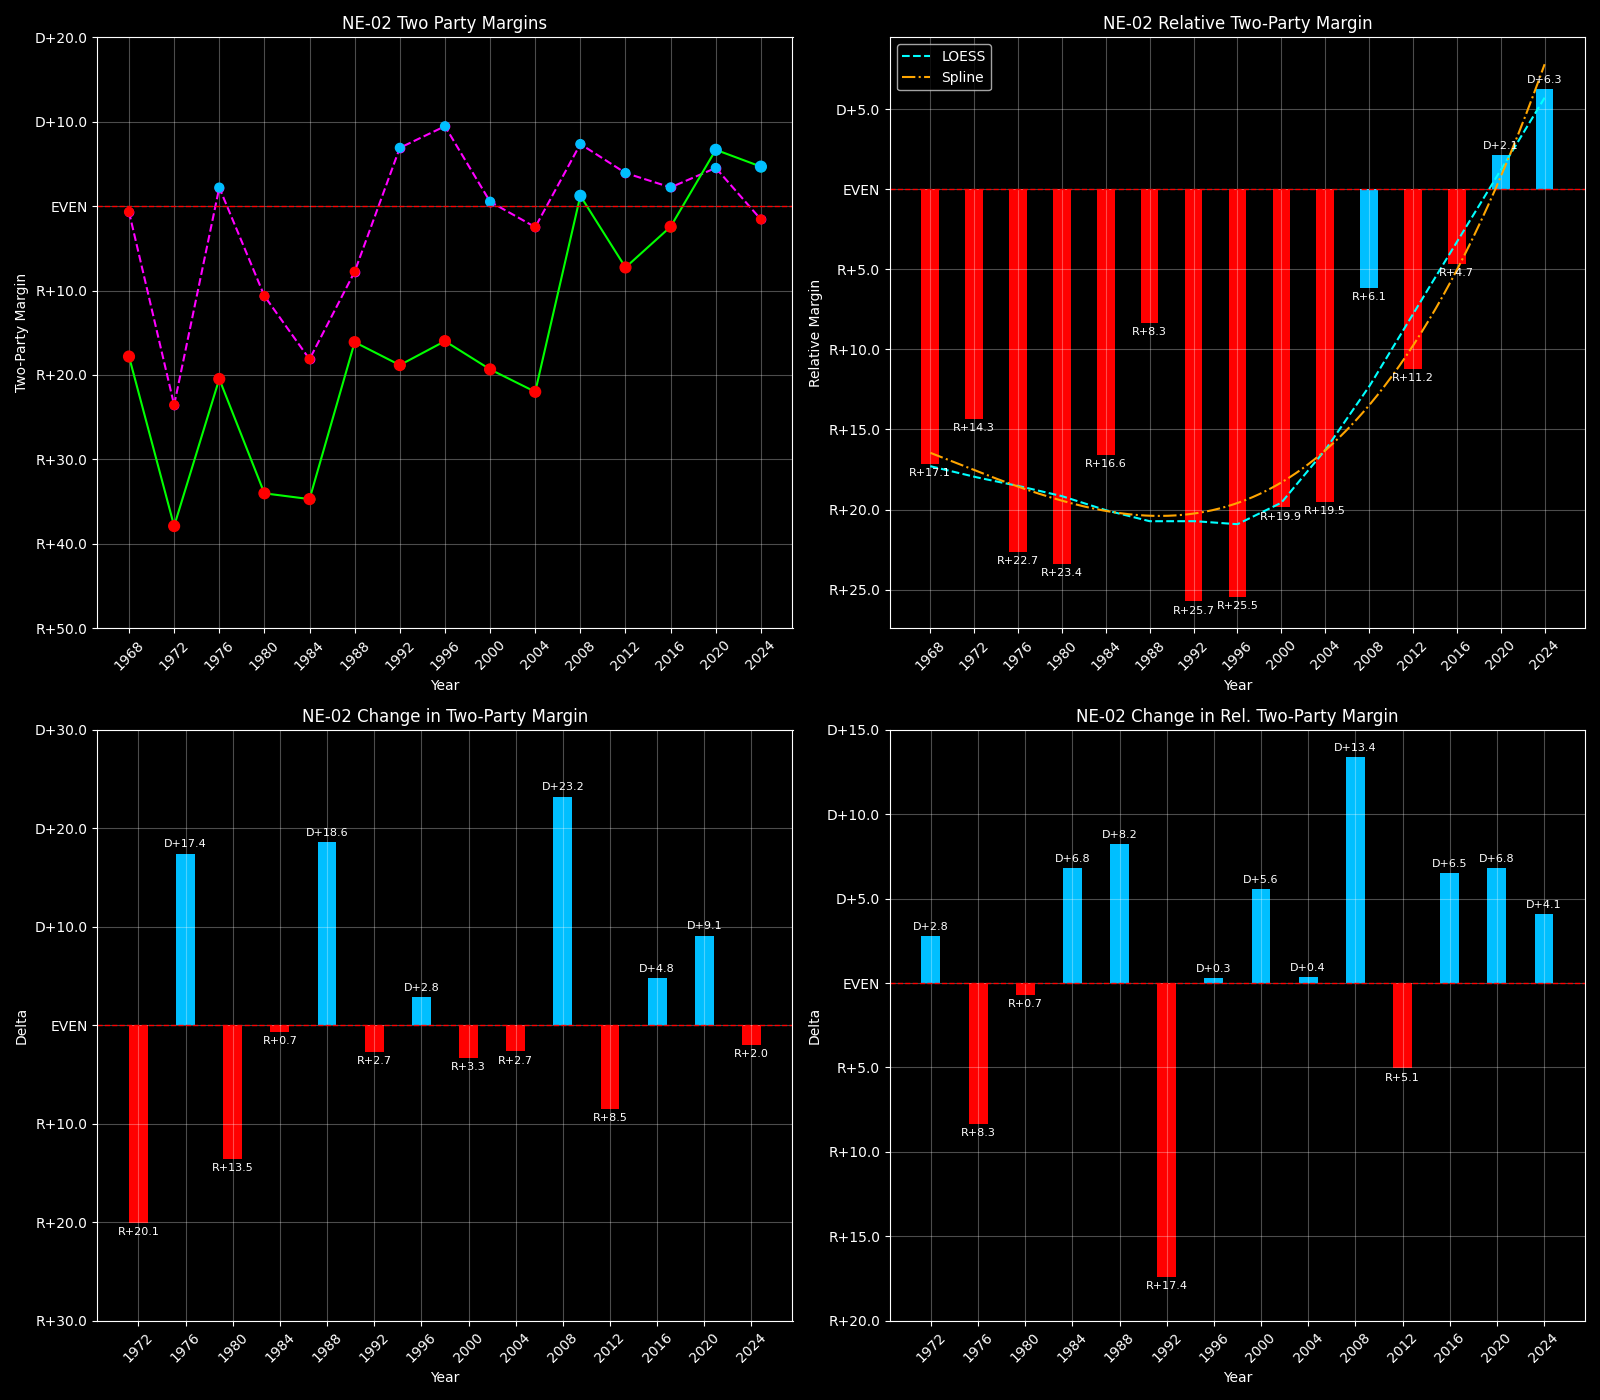 NE-02 Two Party Margins
D+20.0
D+10.0
EVEN
R+10.0
R+20.0
R+30.0
R+40.0
R+50.0
Two-Party Margin
1968 1972 1976 1980 1984 1988 1992 1996 2000 2004 2008 2012 2016 2020 2024
Year
NE-02 Relative Two-Party Margin
LOESS
Spline
D+5.0
EVEN
R+5.0
R+10.0
R+15.0
R+20.0
R+25.0
Relative Margin
R+17.1
R+14.3
R+22.7
R+23.4
R+16.6
R+8.3
R+25.7
R+25.5
R+19.9
R+19.5
R+6.1
R+11.2
R+4.7
D+2.1
D+6.3
1968 1972 1976 1980 1984 1988 1992 1996 2000 2004 2008 2012 2016 2020 2024
Year
NE-02 Change in Two-Party Margin
D+30.0
D+20.0
D+10.0
EVEN
R+10.0
R+20.0
R+30.0
Delta
R+20.1
D+17.4
R+13.5
R+0.7
D+18.6
R+2.7
D+2.8
R+3.3
R+2.7
D+23.2
R+8.5
D+4.8
D+9.1
R+2.0
1972 1976 1980 1984 1988 1992 1996 2000 2004 2008 2012 2016 2020 2024
Year
NE-02 Change in Rel. Two-Party Margin
D+15.0
D+10.0
D+5.0
EVEN
R+5.0
R+10.0
R+15.0
R+20.0
Delta
D+2.8
R+8.3
R+0.7
D+6.8
D+8.2
R+17.4
D+0.3
D+5.6
D+0.4
D+13.4
R+5.1
D+6.5
D+6.8
D+4.1
1972 1976 1980 1984 1988 1992 1996 2000 2004 2008 2012 2016 2020 2024
Year